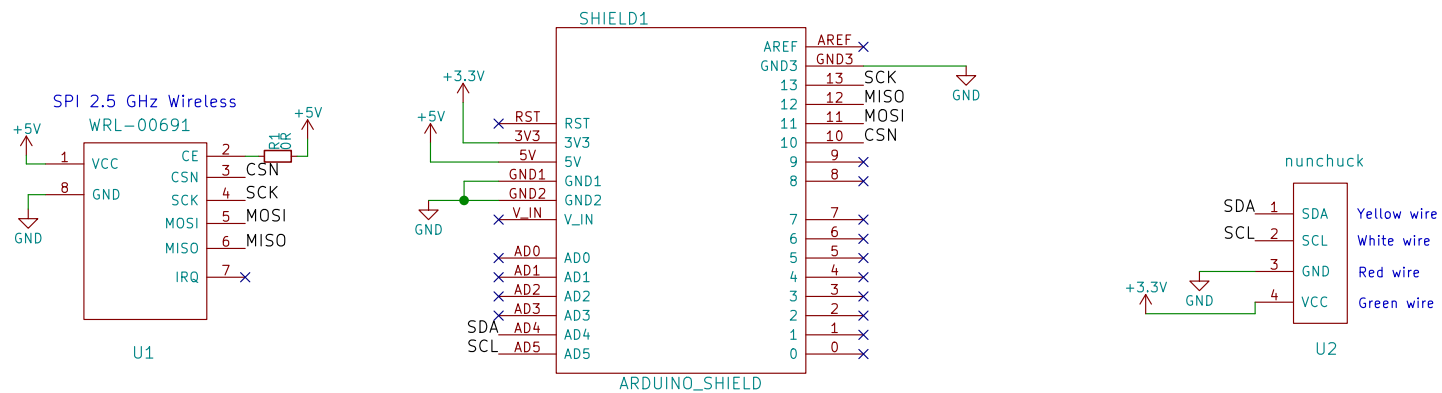 SPI 2.5 GHz Wireless
WRL-00691
+5V
+5V
R1
0R
1 VCC
8 GND
GND
CE 2
CSN 3 CSN
SCK 4 SCK
MOSI 5 MOSI
MISO 6 MISO
IRQ 7
U1
SHIELD1
+3.3V
+5V
GND
RST RST
3V3 3V3
5V 5V
GND1 GND1
GND2 GND2
V_IN V_IN
AD0 AD0
AD1 AD1
AD2 AD2
AD3 AD3
SDA AD4 AD4
SCL AD5 AD5
AREF AREF
GND3 GND3
GND
13 13 SCK
12 12 MISO
11 11 MOSI
10 10 CSN
9 9
8 8
7 7
6 6
5 5
4 4
3 3
2 2
1 1
0 0
ARDUINO_SHIELD
nunchuck
SDA 1 SDA Yellow wire
SCL 2 SCL White wire
3 GND Red wire
GND
+3.3V
4 VCC Green wire
U2